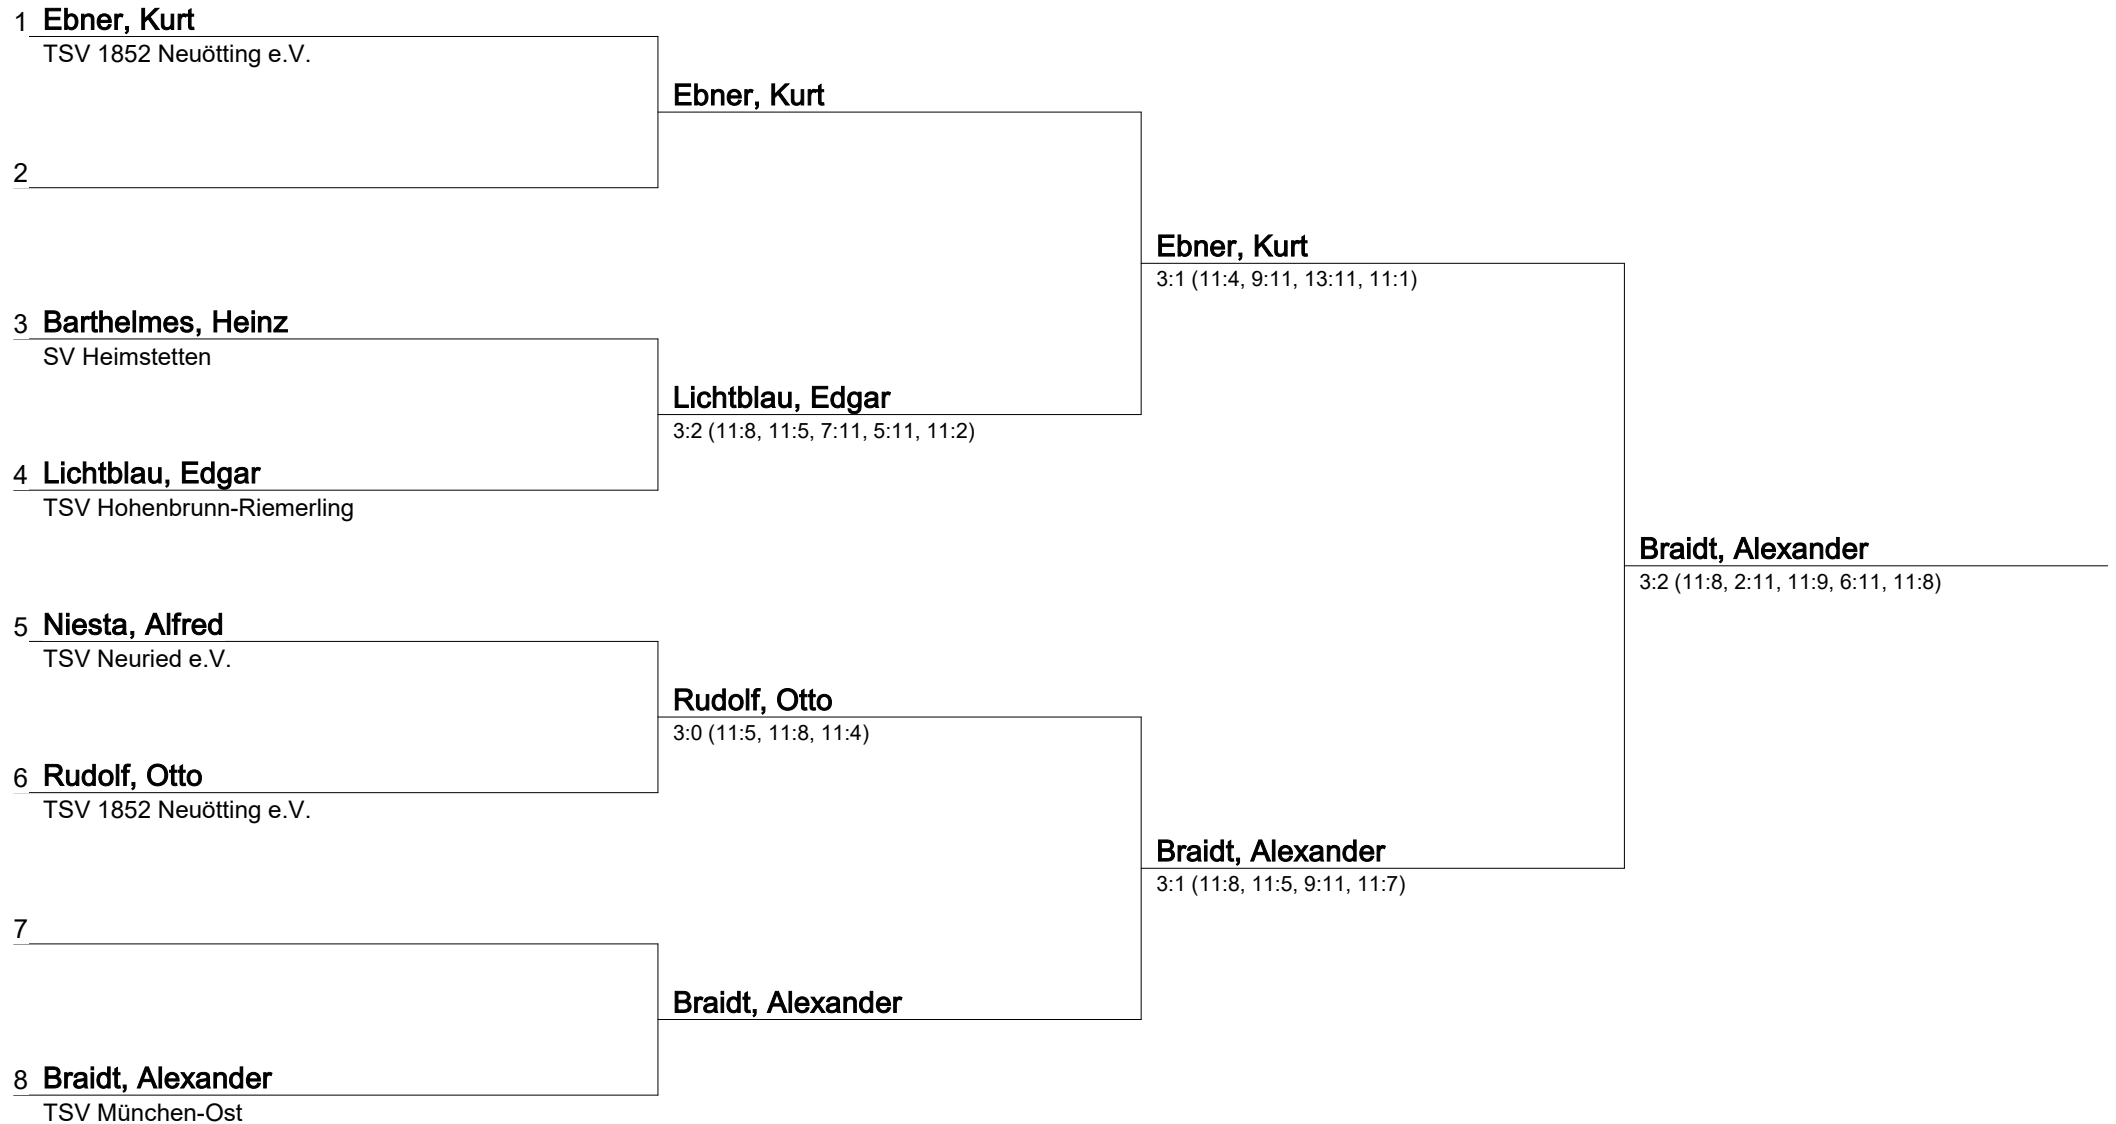 1 Ebner, Kurt
TSV 1852 Neuötting e.V.
Ebner, Kurt
2
Ebner, Kurt
3:1 (11:4, 9:11, 13:11, 11:1)
3 Barthelmes, Heinz
SV Heimstetten
Lichtblau, Edgar
3:2 (11:8, 11:5, 7:11, 5:11, 11:2)
4 Lichtblau, Edgar
TSV Hohenbrunn-Riemerling
Braidt, Alexander
3:2 (11:8, 2:11, 11:9, 6:11, 11:8)
5 Niesta, Alfred
TSV Neuried e.V.
Rudolf, Otto
3:0 (11:5, 11:8, 11:4)
6 Rudolf, Otto
TSV 1852 Neuötting e.V.
Braidt, Alexander
3:1 (11:8, 11:5, 9:11, 11:7)
7
Braidt, Alexander
8 Braidt, Alexander
TSV München-Ost